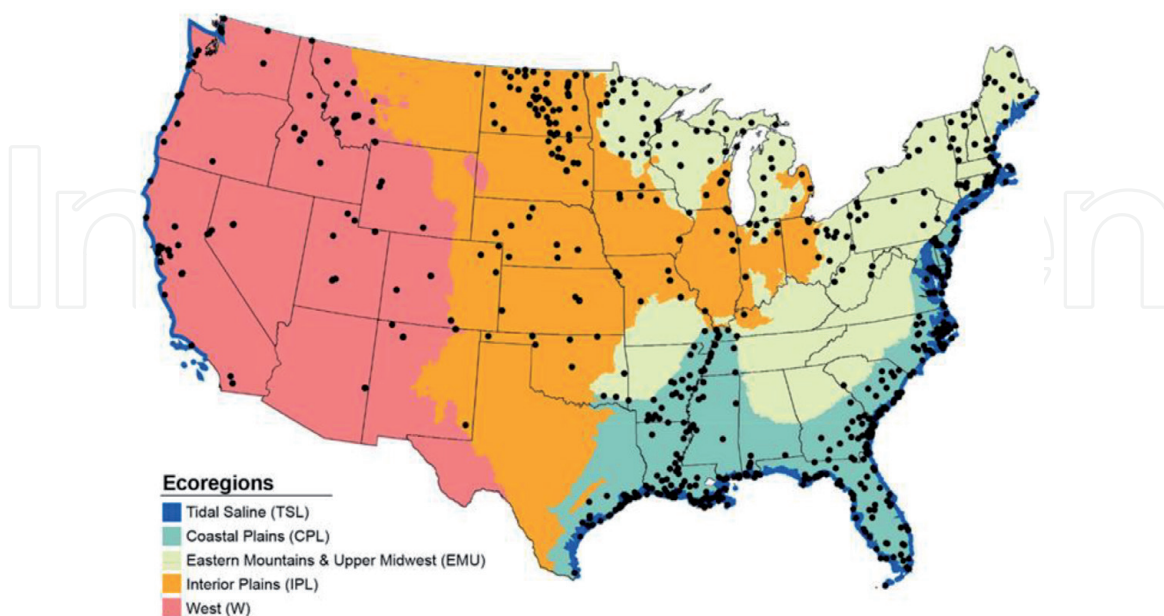 Ecoregions
Tidal Saline (TSL)
Coastal Plains (CPL)
Eastern Mountains & Upper Midwest (EMU)
Interior Plains (IPL)
West (W)